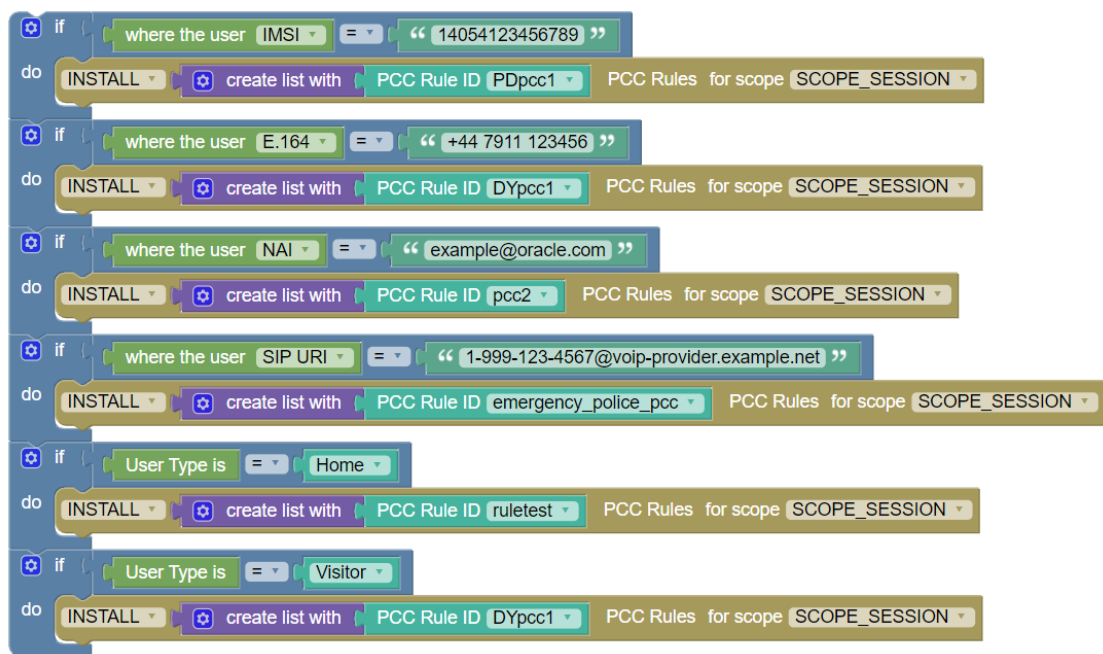 if where the user IMSI = “ 14054123456789 ”
do INSTALL create list with PCC Rule ID PDpcc1 PCC Rules for scope SCOPE_SESSION
if where the user E.164 = “ +44 7911 123456 ”
do INSTALL create list with PCC Rule ID DYpcc1 PCC Rules for scope SCOPE_SESSION
if where the user NAI = “ example@oracle.com ”
do INSTALL create list with PCC Rule ID pcc2 PCC Rules for scope SCOPE_SESSION
if where the user SIP URI = “ 1-999-123-4567@voip-provider.example.net ”
do INSTALL create list with PCC Rule ID emergency_police_pcc PCC Rules for scope SCOPE_SESSION
if User Type is = Home
do INSTALL create list with PCC Rule ID ruletest PCC Rules for scope SCOPE_SESSION
if User Type is = Visitor
do INSTALL create list with PCC Rule ID DYpcc1 PCC Rules for scope SCOPE_SESSION